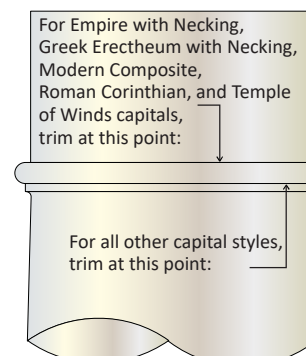 For Empire with Necking,
Greek Erectheum with Necking,
Modern Composite,
Roman Corinthian, and Temple
of Winds capitals,
trim at this point:
For all other capital styles,
trim at this point: